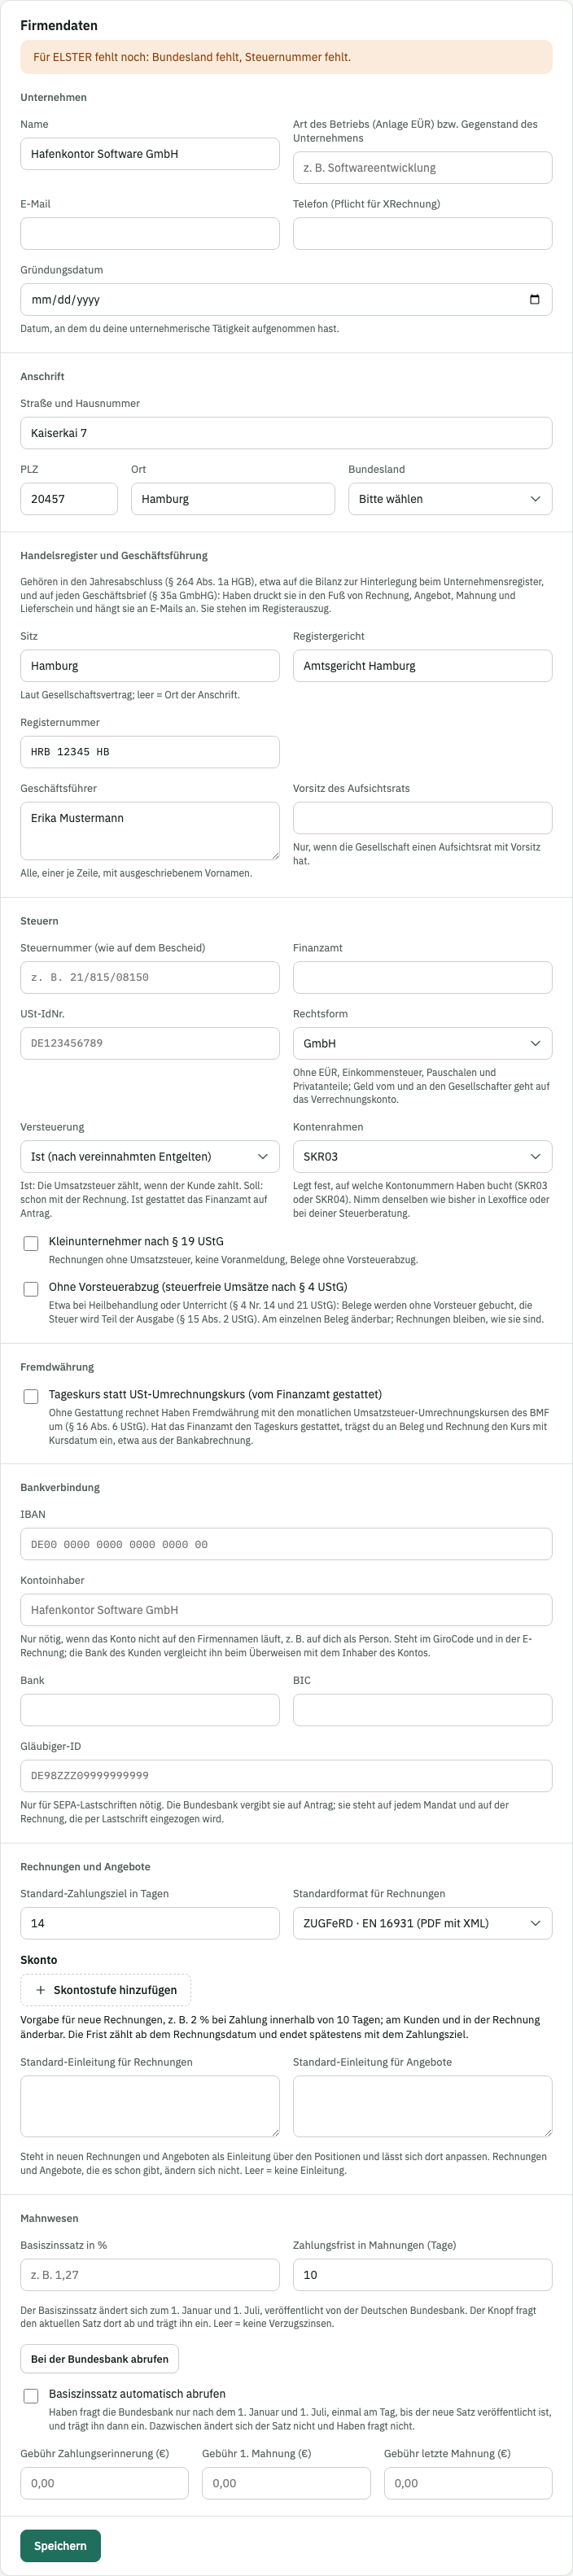 Firmendaten
Für ELSTER fehlt noch: Bundesland fehlt, Steuernummer fehlt.
Unternehmen
Name
Art des Betriebs (Anlage EÜR) bzw. Gegenstand des
Unternehmens
Hafenkontor Software GmbH
z. B. Softwareentwicklung
E-Mail
Telefon (Pflicht für XRechnung)
Gründungsdatum
mm/dd/yyyy
Datum, an dem du deine unternehmerische Tätigkeit aufgenommen hast.
Anschrift
Straße und Hausnummer
Kaiserkai 7
PLZ
Ort
Bundesland
20457
Hamburg
Bitte wählen
Handelsregister und Geschäftsführung
Gehören in den Jahresabschluss (§ 264 Abs. 1a HGB), etwa auf die Bilanz zur Hinterlegung beim Unternehmensregister,
und auf jeden Geschäftsbrief (§ 35a GmbHG): Haben druckt sie in den Fuß von Rechnung, Angebot, Mahnung und
Lieferschein und hängt sie an E-Mails an. Sie stehen im Registerauszug.
Sitz
Registergericht
Hamburg
Amtsgericht Hamburg
Laut Gesellschaftsvertrag; leer = Ort der Anschrift.
Registernummer
HRB 12345 HB
Geschäftsführer
Vorsitz des Aufsichtsrats
Erika Mustermann
Nur, wenn die Gesellschaft einen Aufsichtsrat mit Vorsitz
hat.
Alle, einer je Zeile, mit ausgeschriebenem Vornamen.
Steuern
Steuernummer (wie auf dem Bescheid)
Finanzamt
z. B. 21/815/08150
USt-IdNr.
Rechtsform
DE123456789
GmbH
Ohne EÜR, Einkommensteuer, Pauschalen und
Privatanteile; Geld vom und an den Gesellschafter geht auf
das Verrechnungskonto.
Versteuerung
Kontenrahmen
Ist (nach vereinnahmten Entgelten)
SKR03
Ist: Die Umsatzsteuer zählt, wenn der Kunde zahlt. Soll:
schon mit der Rechnung. Ist gestattet das Finanzamt auf
Antrag.
Legt fest, auf welche Kontonummern Haben bucht (SKR03
oder SKR04). Nimm denselben wie bisher in Lexoffice oder
bei deiner Steuerberatung.
Kleinunternehmer nach § 19 UStG
Rechnungen ohne Umsatzsteuer, keine Voranmeldung, Belege ohne Vorsteuerabzug.
Ohne Vorsteuerabzug (steuerfreie Umsätze nach § 4 UStG)
Etwa bei Heilbehandlung oder Unterricht (§ 4 Nr. 14 und 21 UStG): Belege werden ohne Vorsteuer gebucht, die
Steuer wird Teil der Ausgabe (§ 15 Abs. 2 UStG). Am einzelnen Beleg änderbar; Rechnungen bleiben, wie sie sind.
Fremdwährung
Tageskurs statt USt-Umrechnungskurs (vom Finanzamt gestattet)
Ohne Gestattung rechnet Haben Fremdwährung mit den monatlichen Umsatzsteuer-Umrechnungskursen des BMF
um (§ 16 Abs. 6 UStG). Hat das Finanzamt den Tageskurs gestattet, trägst du an Beleg und Rechnung den Kurs mit
Kursdatum ein, etwa aus der Bankabrechnung.
Bankverbindung
IBAN
DE00 0000 0000 0000 0000 00
Kontoinhaber
Hafenkontor Software GmbH
Nur nötig, wenn das Konto nicht auf den Firmennamen läuft, z. B. auf dich als Person. Steht im GiroCode und in der E-
Rechnung; die Bank des Kunden vergleicht ihn beim Überweisen mit dem Inhaber des Kontos.
Bank
BIC
Gläubiger-ID
DE98ZZZ09999999999
Nur für SEPA-Lastschriften nötig. Die Bundesbank vergibt sie auf Antrag; sie steht auf jedem Mandat und auf der
Rechnung, die per Lastschrift eingezogen wird.
Rechnungen und Angebote
Standard-Zahlungsziel in Tagen
Standardformat für Rechnungen
14
ZUGFeRD · EN 16931 (PDF mit XML)
Skonto
+ Skontostufe hinzufügen
Vorgabe für neue Rechnungen, z. B. 2 % bei Zahlung innerhalb von 10 Tagen; am Kunden und in der Rechnung
änderbar. Die Frist zählt ab dem Rechnungsdatum und endet spätestens mit dem Zahlungsziel.
Standard-Einleitung für Rechnungen
Standard-Einleitung für Angebote
Steht in neuen Rechnungen und Angeboten als Einleitung über den Positionen und lässt sich dort anpassen. Rechnungen
und Angebote, die es schon gibt, ändern sich nicht. Leer = keine Einleitung.
Mahnwesen
Basiszinssatz in %
Zahlungsfrist in Mahnungen (Tage)
z. B. 1,27
10
Der Basiszinssatz ändert sich zum 1. Januar und 1. Juli, veröffentlicht von der Deutschen Bundesbank. Der Knopf fragt
den aktuellen Satz dort ab und trägt ihn ein. Leer = keine Verzugszinsen.
Bei der Bundesbank abrufen
Basiszinssatz automatisch abrufen
Haben fragt die Bundesbank nur nach dem 1. Januar und 1. Juli, einmal am Tag, bis der neue Satz veröffentlicht ist,
und trägt ihn dann ein. Dazwischen ändert sich der Satz nicht und Haben fragt nicht.
Gebühr Zahlungserinnerung (€)
Gebühr 1. Mahnung (€)
Gebühr letzte Mahnung (€)
0,00
0,00
0,00
Speichern